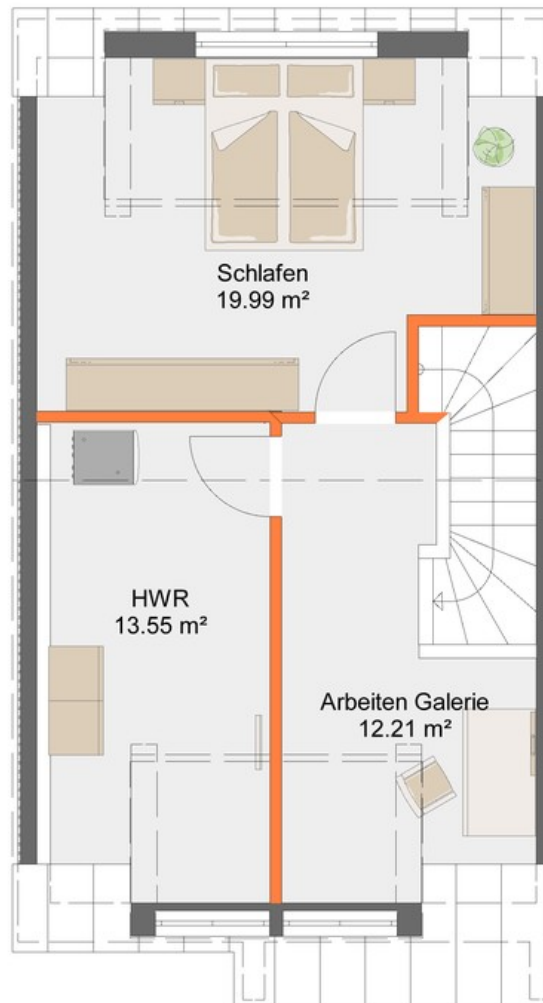 Schlafen
19.99 m²
HWR
13.55 m²
Arbeiten Galerie
12.21 m²